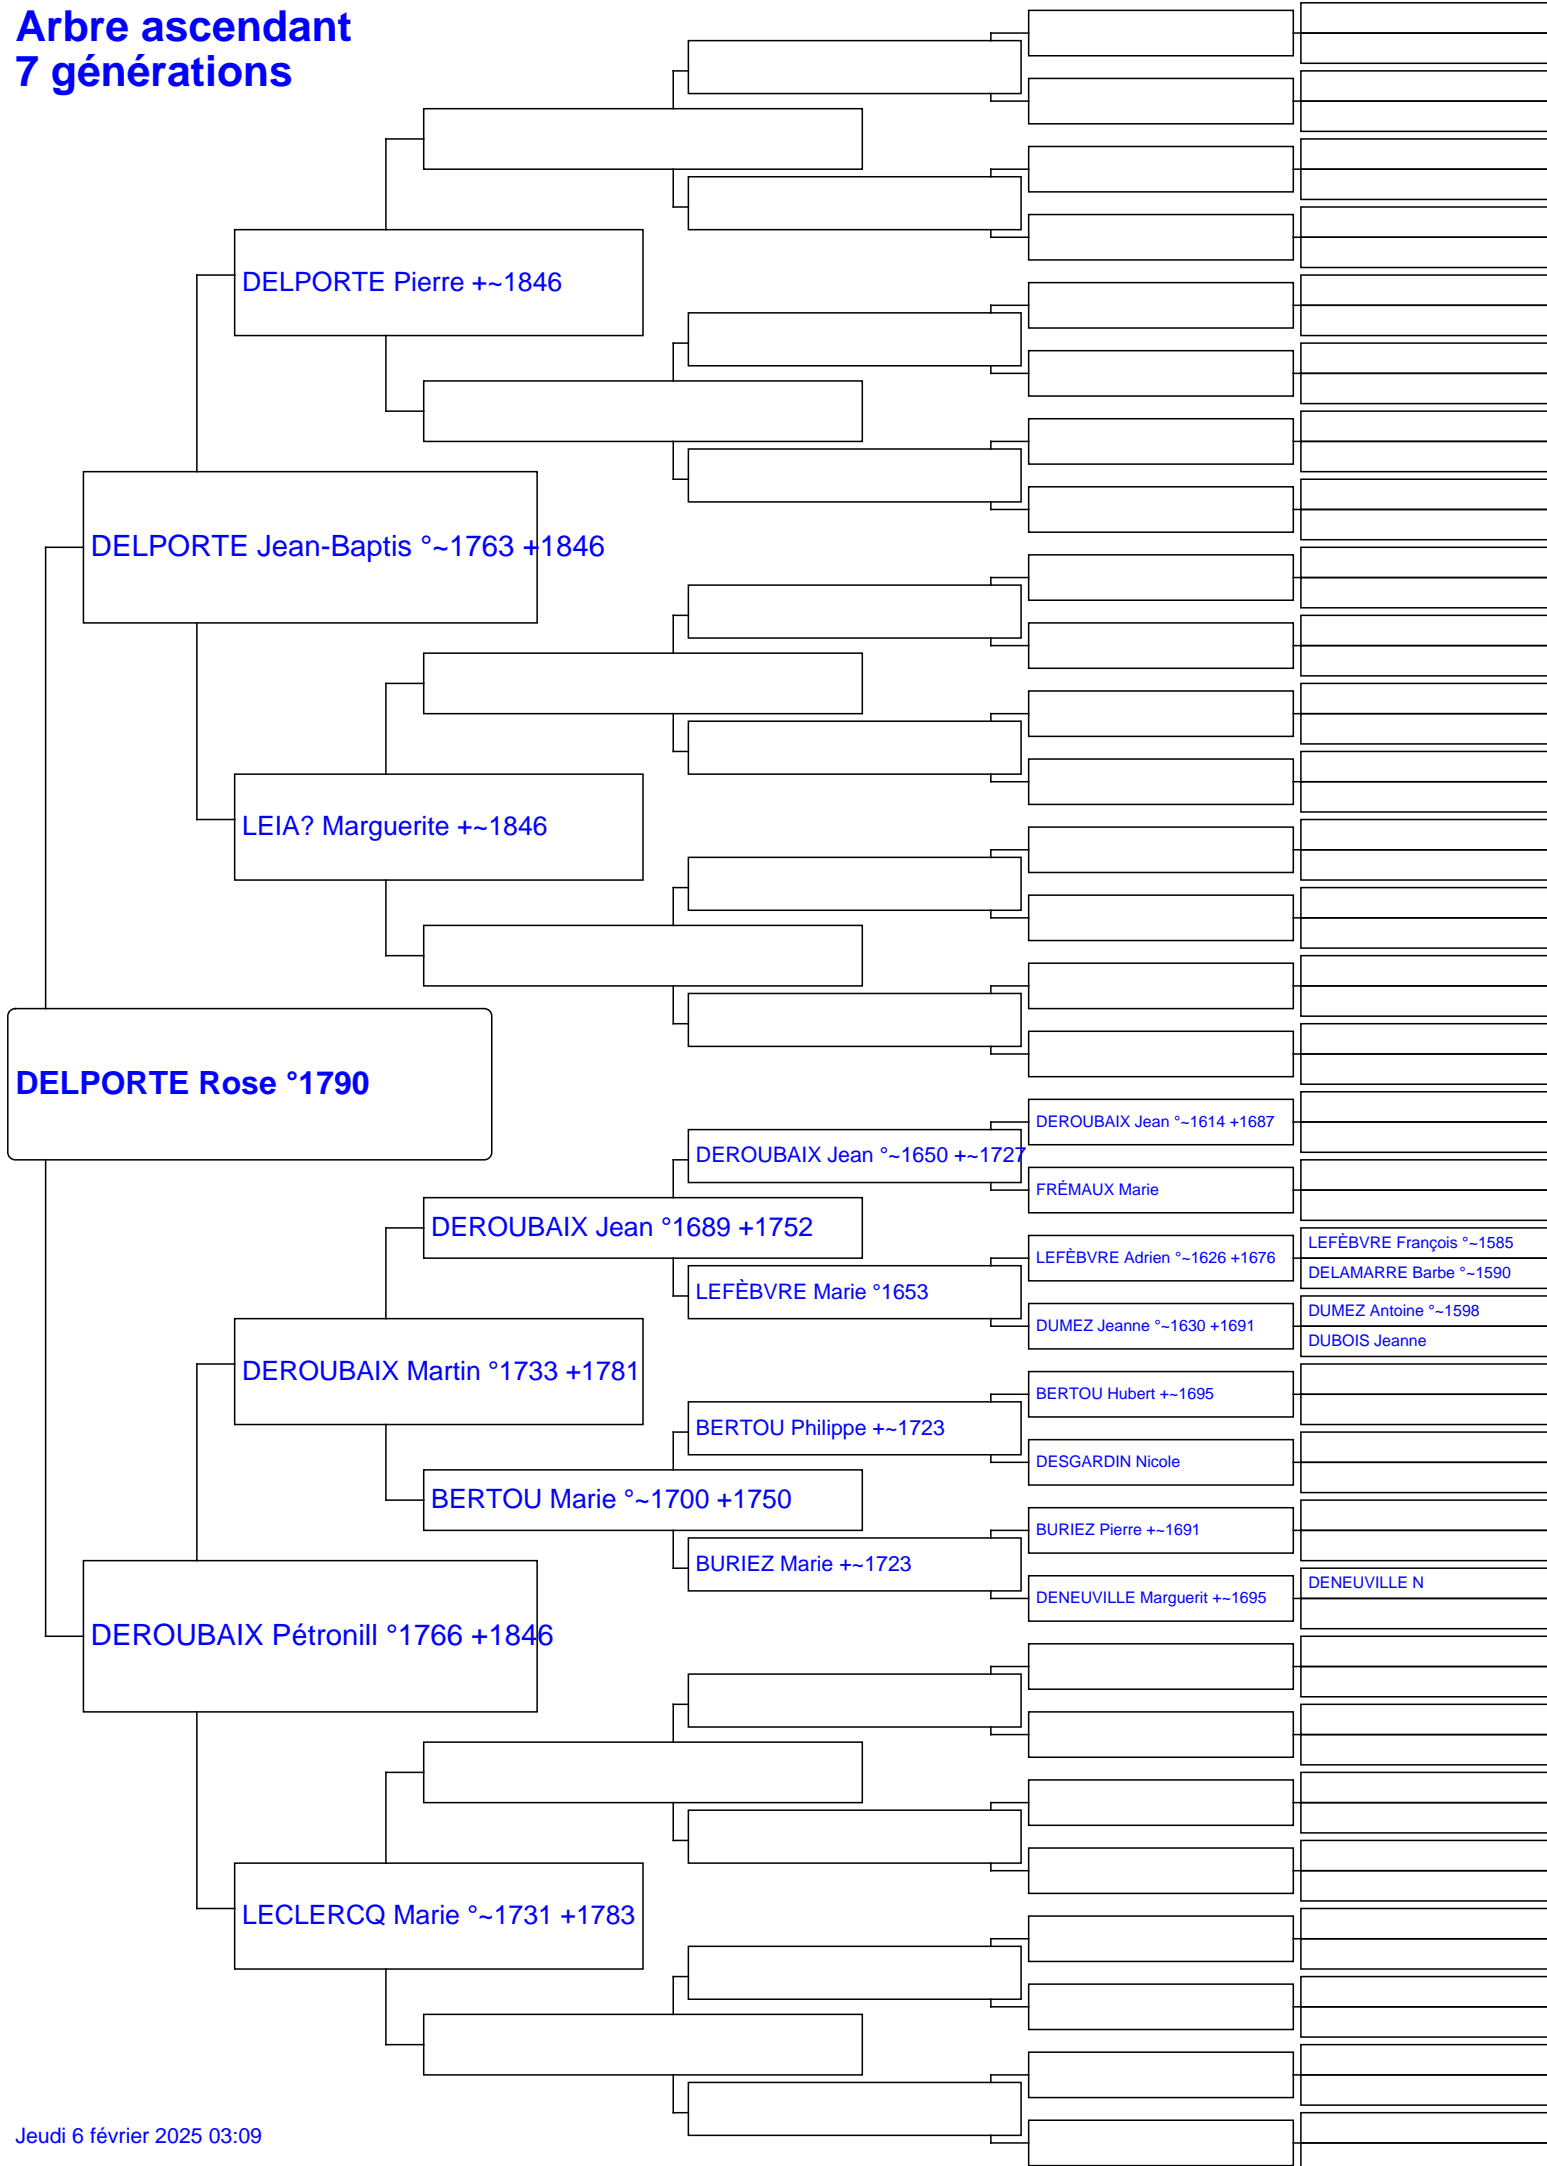 Arbre ascendant
7 générations
DELPORTE Pierre +~1846
DELPORTE Jean-Baptis °~1763 +1846
LEIA? Marguerite +~1846
DELPORTE Rose °1790
DEROUBAIX Jean °~1614 +1687
DEROUBAIX Jean °~1650 +~1727
FRÉMAUX Marie
DEROUBAIX Jean °1689 +1752
LEFÈBVRE François °~1585
LEFÈBVRE Adrien °~1626 +1676
DELAMARRE Barbe °~1590
LEFÈBVRE Marie °1653
DUMEZ Antoine °~1598
DUMEZ Jeanne °~1630 +1691
DUBOIS Jeanne
DEROUBAIX Martin °1733 +1781
BERTOU Hubert +~1695
BERTOU Philippe +~1723
DESGARDIN Nicole
BERTOU Marie °~1700 +1750
BURIEZ Pierre +~1691
BURIEZ Marie +~1723
DENEUVILLE N
DENEUVILLE Marguerit +~1695
DEROUBAIX Pétronill °1766 +1846
LECLERCQ Marie °~1731 +1783
Jeudi 6 février 2025 03:09